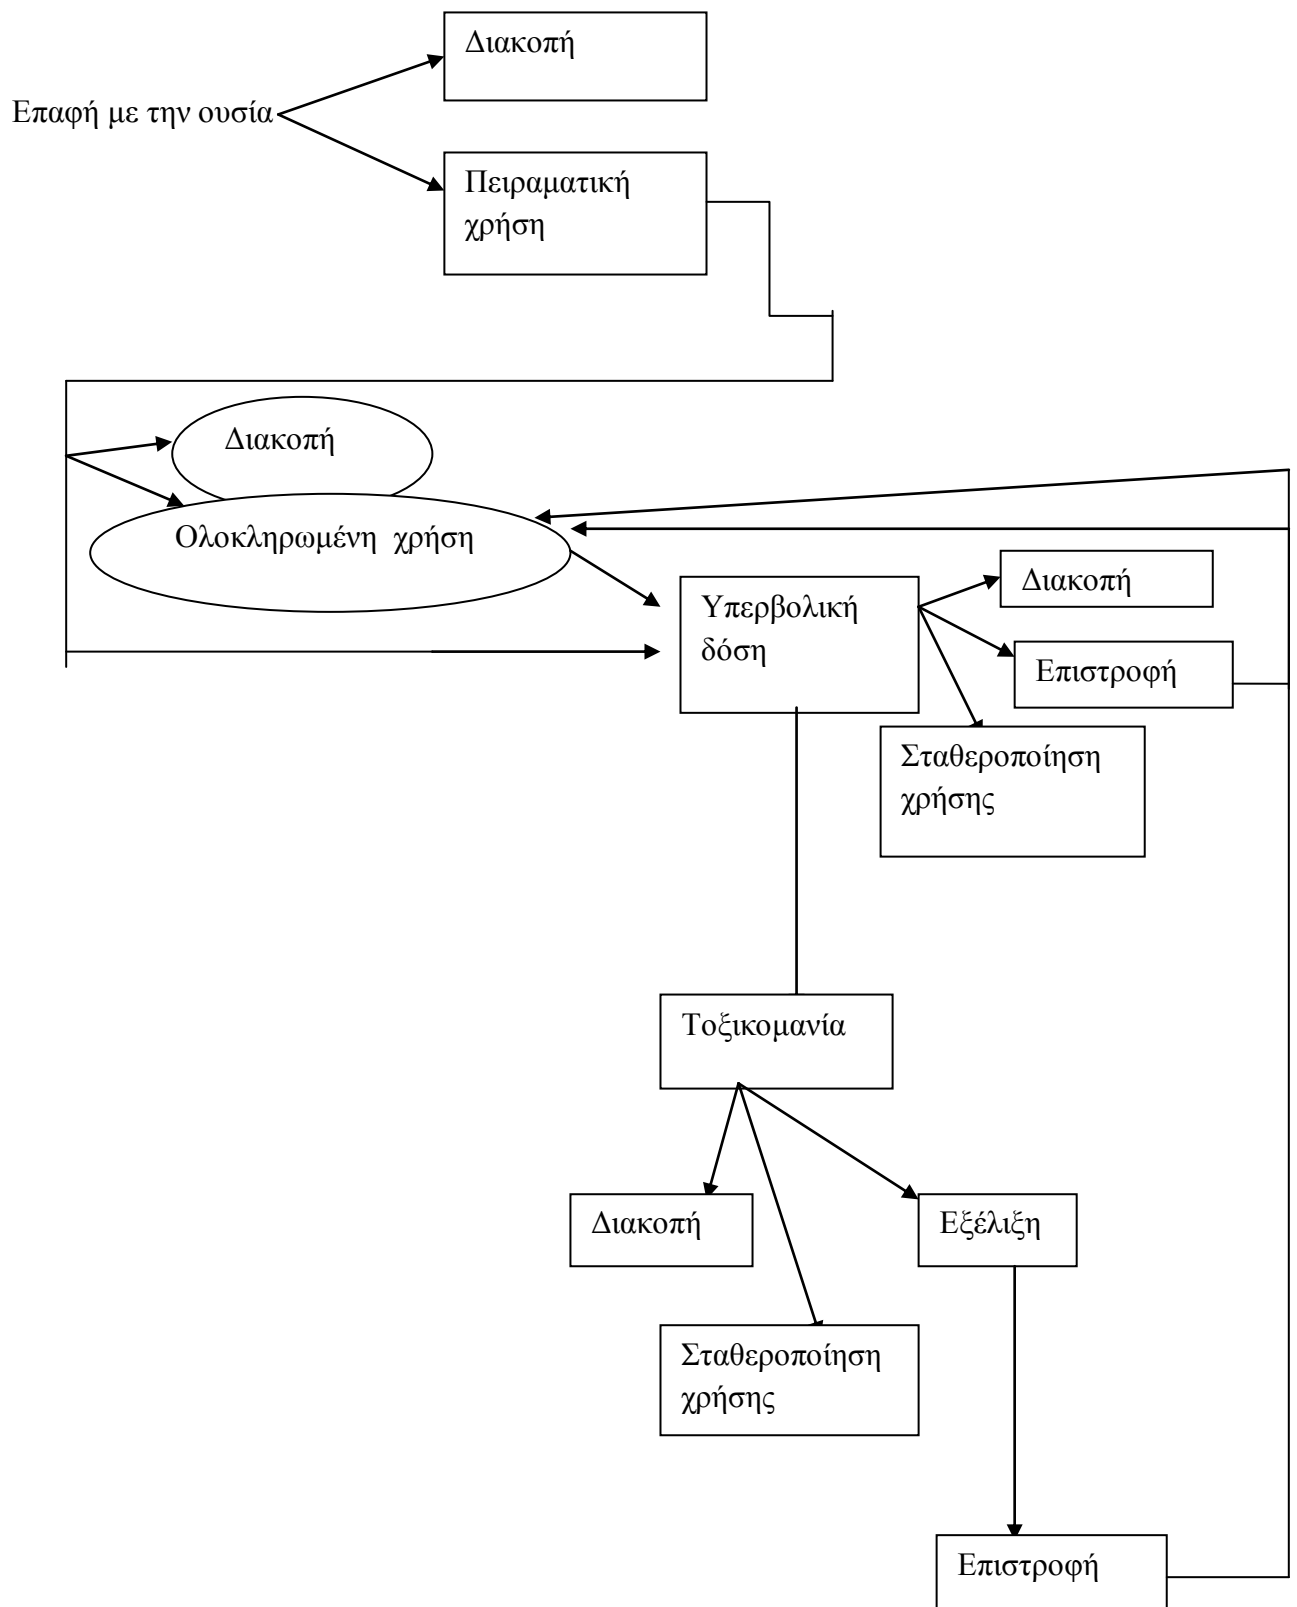 Διακοπή
Επαφή με την ουσία
Πειραματική
χρήση
Διακοπή
Ολοκληρωμένη χρήση
Διακοπή
Υπερβολική
δόση
Επιστροφή
Σταθεροποίηση
χρήσης
Τοξικομανία
Διακοπή
Εξέλιξη
Σταθεροποίηση
χρήσης
Επιστροφή